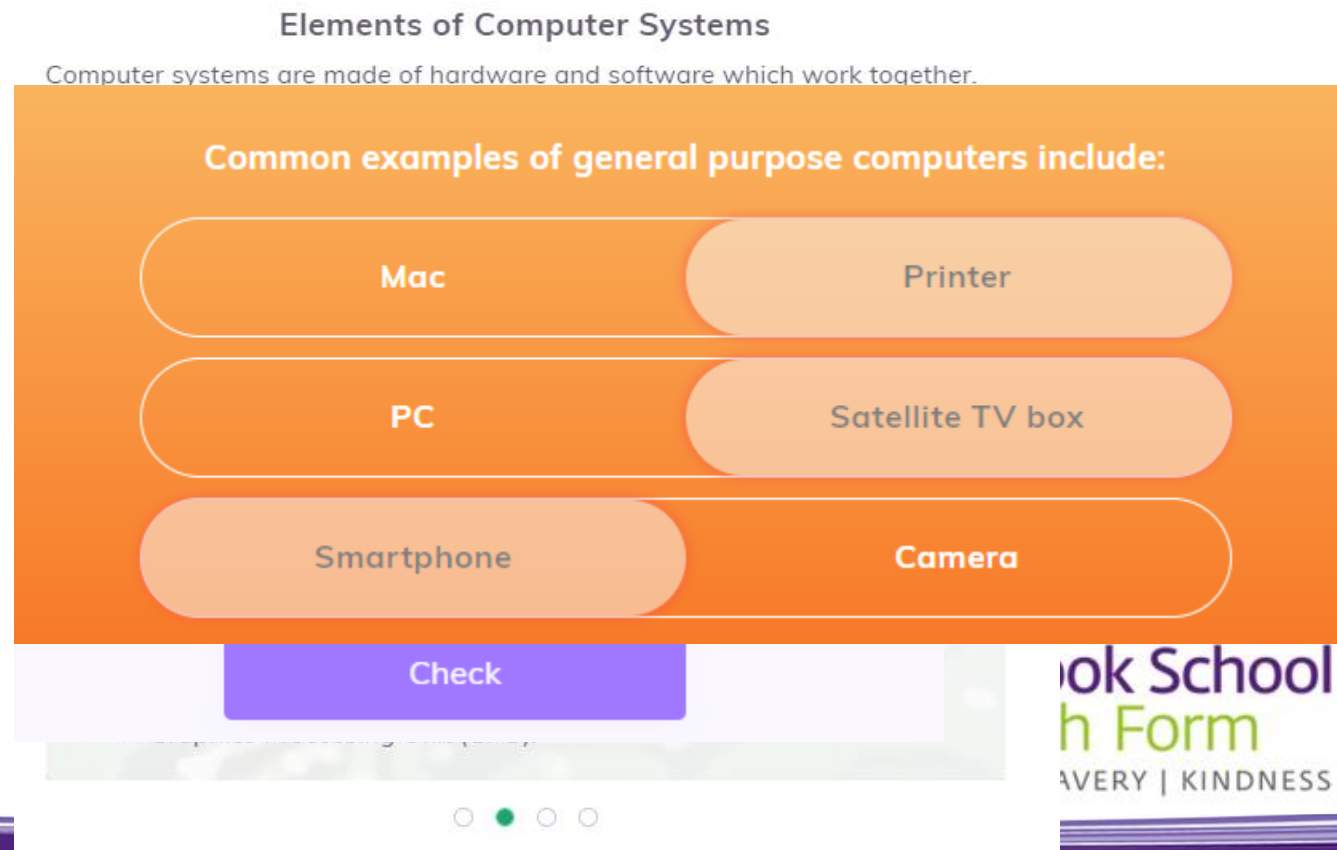 Elements of Computer Systems
Computer systems are made of hardware and software which work together.
Common examples of general purpose computers include:
Mac Printer
PC Satellite TV box
Smartphone Camera
Check
ok School
h Form
AVERY | KINDNESS